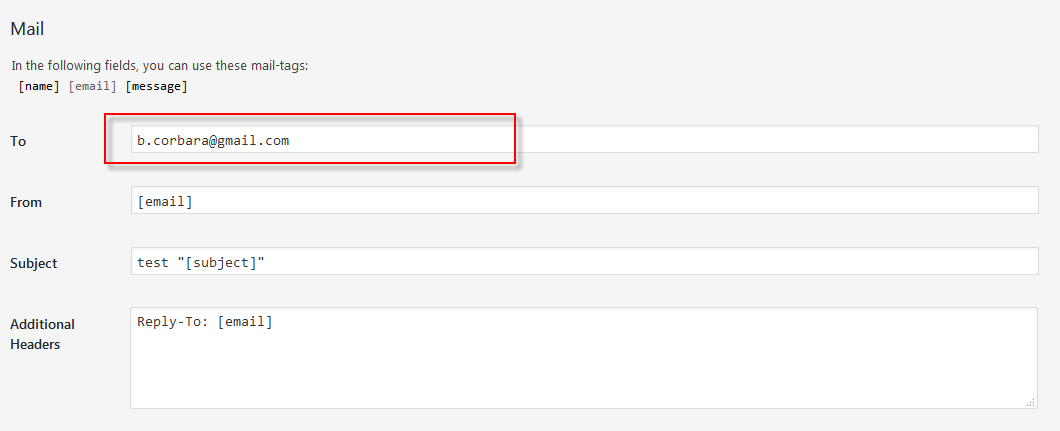 Mail
In the following fields, you can use these mail-tags:
[name] [email] [message]
To
b.corbara@gmail.com
From
[email]
Subject
test "[subject]"
Additional
Headers
Reply-To: [email]